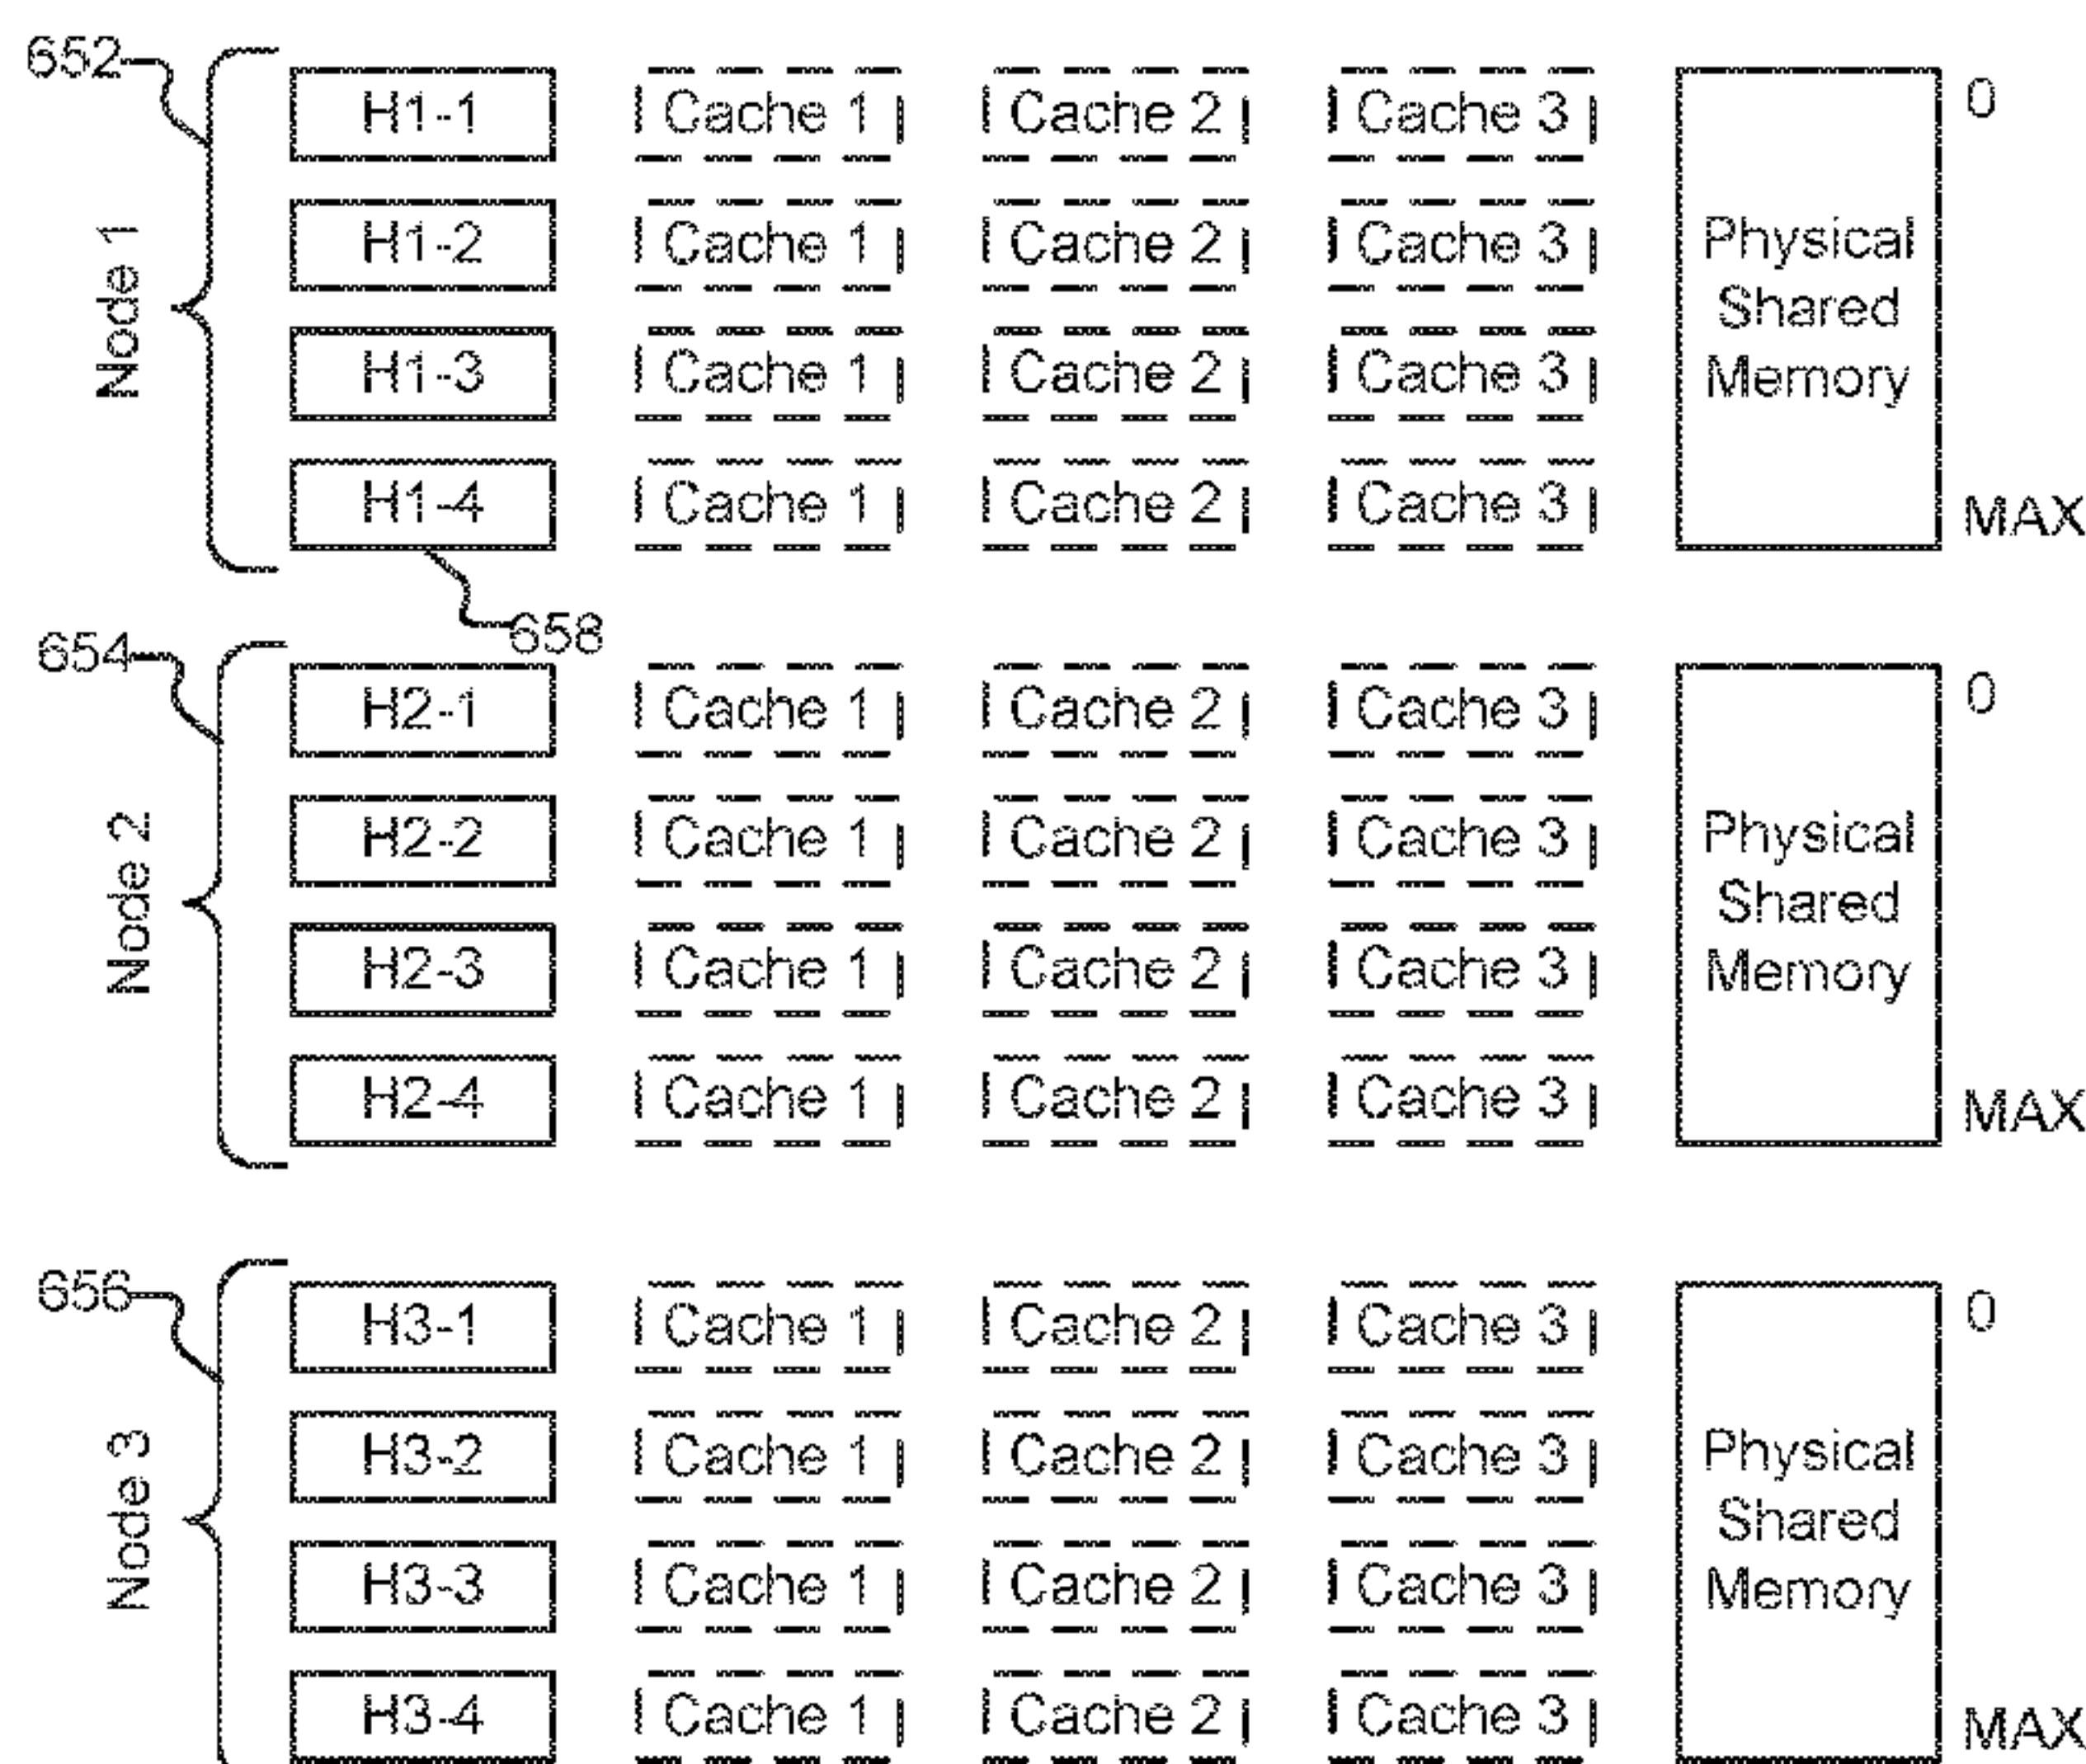 652
H1-1 Cache 1 Cache 2 Cache 3 0
Node 1
H1-2 Cache 1 Cache 2 Cache 3
Physical
Shared
Memory
H1-3 Cache 1 Cache 2 Cache 3
H1-4 Cache 1 Cache 2 Cache 3 MAX
658
654
H2-1 Cache 1 Cache 2 Cache 3 0
Node 2
H2-2 Cache 1 Cache 2 Cache 3
Physical
Shared
Memory
H2-3 Cache 1 Cache 2 Cache 3
H2-4 Cache 1 Cache 2 Cache 3 MAX
656
H3-1 Cache 1 Cache 2 Cache 3 0
Node 3
H3-2 Cache 1 Cache 2 Cache 3
Physical
Shared
Memory
H3-3 Cache 1 Cache 2 Cache 3
H3-4 Cache 1 Cache 2 Cache 3 MAX